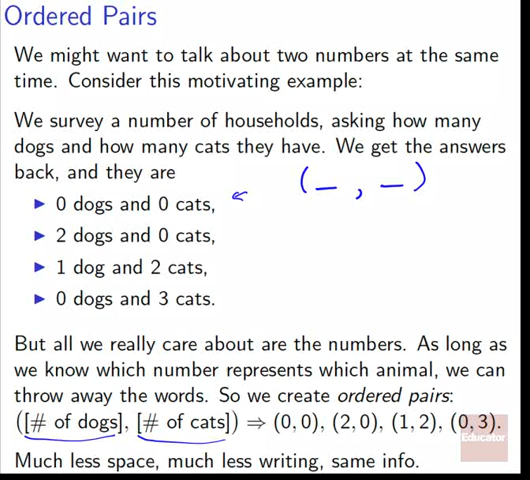 Ordered Pairs
We might want to talk about two numbers at the same
time. Consider this motivating example:
We survey a number of households, asking how many
dogs and how many cats they have. We get the answers
back, and they are
(_ , _)
▶ 0 dogs and 0 cats,
▶ 2 dogs and 0 cats,
▶ 1 dog and 2 cats,
▶ 0 dogs and 3 cats.
But all we really care about are the numbers. As long as
we know which number represents which animal, we can
throw away the words. So we create ordered pairs:
([# of dogs], [# of cats]) ⇒ (0, 0), (2, 0), (1, 2), (0, 3).
Educator
Much less space, much less writing, same info.